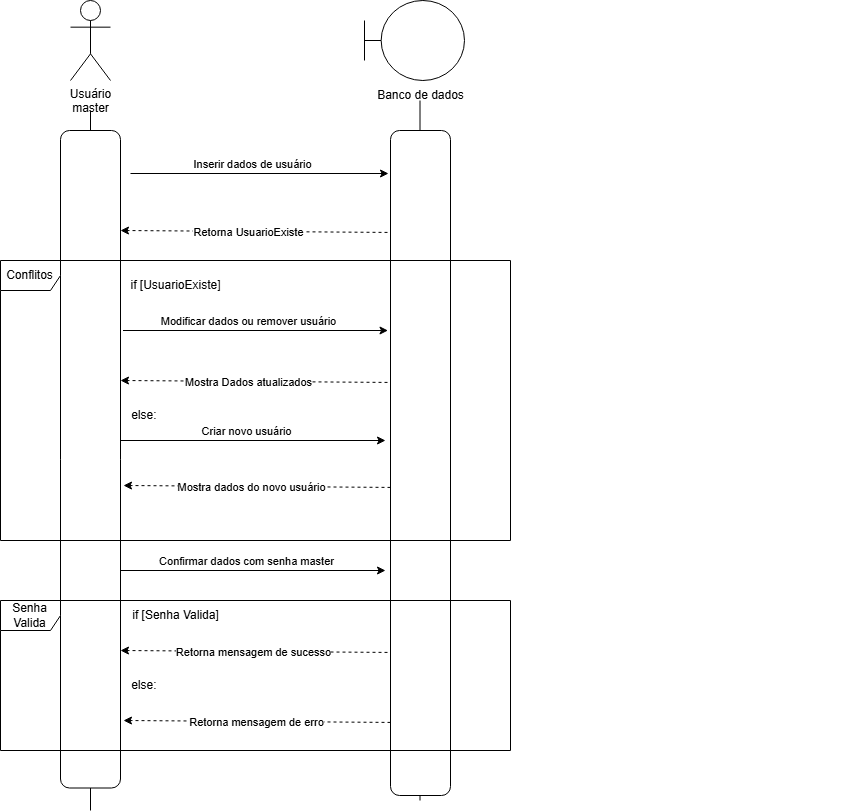 Usuário
master
Banco de dados
Inserir dados de usuário
Retorna UsuarioExiste
Conflitos
if [UsuarioExiste]
Modificar dados ou remover usuário
Mostra Dados atualizados
else:
Criar novo usuário
Mostra dados do novo usuário
Confirmar dados com senha master
Senha
Valida
if [Senha Valida]
Retorna mensagem de sucesso
else:
Retorna mensagem de erro